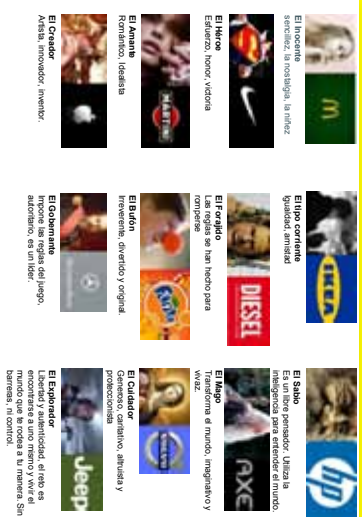 M
El Inocente
sencillez, la nostalgia, la niñez
IKEA
El tipo corriente
Igualdad, amistad
hp
El Sabio
Es un libre pensador. Utiliza la
inteligencia para entender el mundo.
El Héroe
Esfuerzo, honor, victoria
DIESEL
El Forajido
Las reglas se han hecho para
romperse
AXE
El Mago
Transforma el mundo, imaginativo y
vivaz.
MARTINI
El Amante
Romántico, Idealista
Fanta
El Bufón
Irreverente, divertido y original.
VOLVO
El Cuidador
Generoso, caritativo, altruista y
proteccionista
El Creador
Artista, innovador, inventor.
El Gobernante
Impone las reglas del juego,
autoritario, es un líder.
Jeep
El Explorador
Libertad y autenticidad, el reto es
encontrarse a uno mismo y vivir el
mundo que te rodea a tu manera. Sin
barreras, ni control.